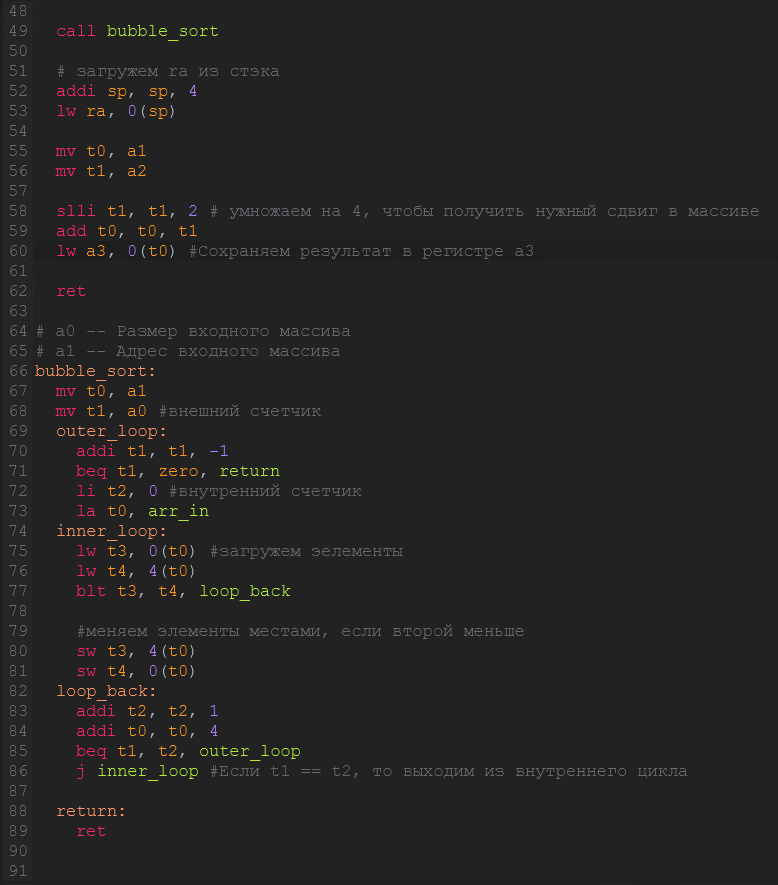 48
49 call bubble_sort
50
51 # загружем ra из стэка
52 addi sp, sp, 4
53 lw ra, 0(sp)
54
55 mv t0, a1
56 mv t1, a2
57
58 slli t1, t1, 2 # умножаем на 4, чтобы получить нужный сдвиг в массиве
59 add t0, t0, t1
60 lw a3, 0(t0) #Сохраняем результат в регистре a3
61
62 ret
63
64 # a0 -- Размер входного массива
65 # a1 -- Адрес входного массива
66 bubble_sort:
67 mv t0, a1
68 mv t1, a0 #внешний счетчик
69 outer_loop:
70 addi t1, t1, -1
71 beq t1, zero, return
72 li t2, 0 #внутренний счетчик
73 la t0, arr_in
74 inner_loop:
75 lw t3, 0(t0) #загружем эелементы
76 lw t4, 4(t0)
77 blt t3, t4, loop_back
78
79 #меняем элементы местами, если второй меньше
80 sw t3, 4(t0)
81 sw t4, 0(t0)
82 loop_back:
83 addi t2, t2, 1
84 addi t0, t0, 4
85 beq t1, t2, outer_loop
86 j inner_loop #Если t1 == t2, то выходим из внутреннего цикла
87
88 return:
89 ret
90
91